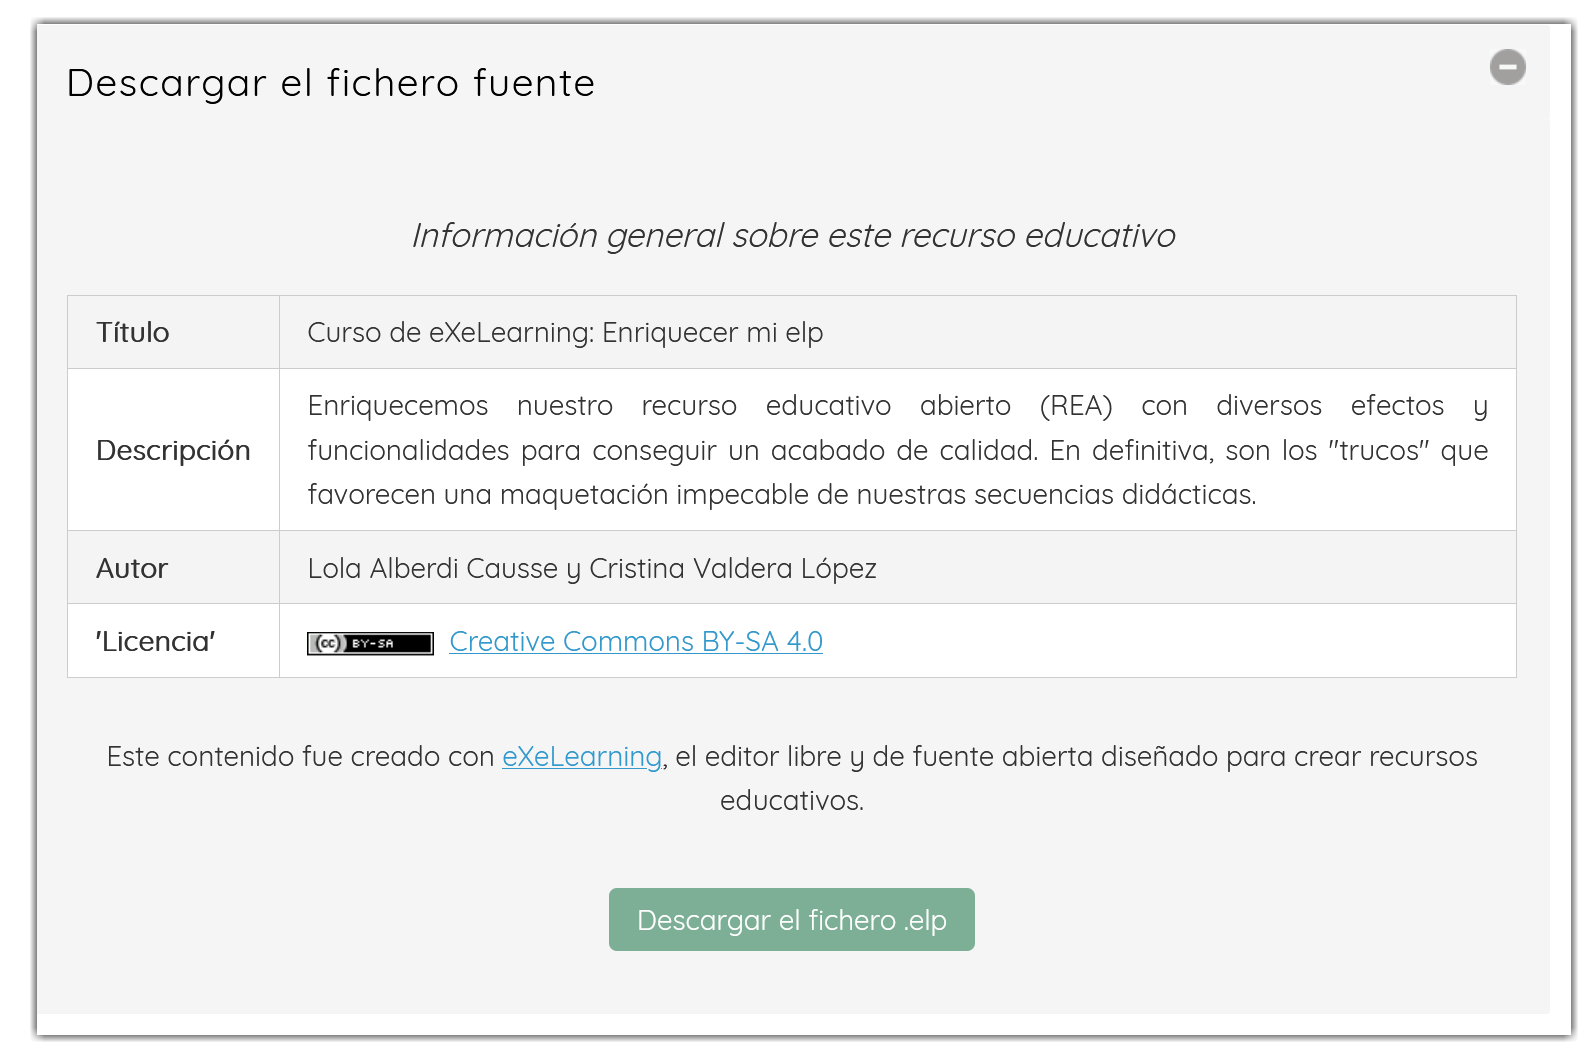 Descargar el fichero fuente
Información general sobre este recurso educativo
Título
Curso de eXeLearning: Enriquecer mi elp
Descripción
Enriquecemos nuestro recurso educativo abierto (REA) con diversos efectos y
funcionalidades para conseguir un acabado de calidad. En definitiva, son los "trucos" que
favorecen una maquetación impecable de nuestras secuencias didácticas.
Autor
Lola Alberdi Causse y Cristina Valdera López
'Licencia'
(cc) BY-SA Creative Commons BY-SA 4.0
Este contenido fue creado con eXeLearning, el editor libre y de fuente abierta diseñado para crear recursos
educativos.
Descargar el fichero .elp